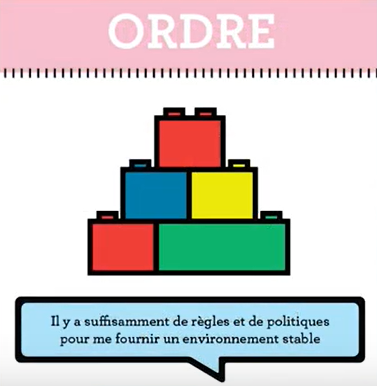 ORDRE
Il y a suffisamment de règles et de politiques
pour me fournir un environnement stable